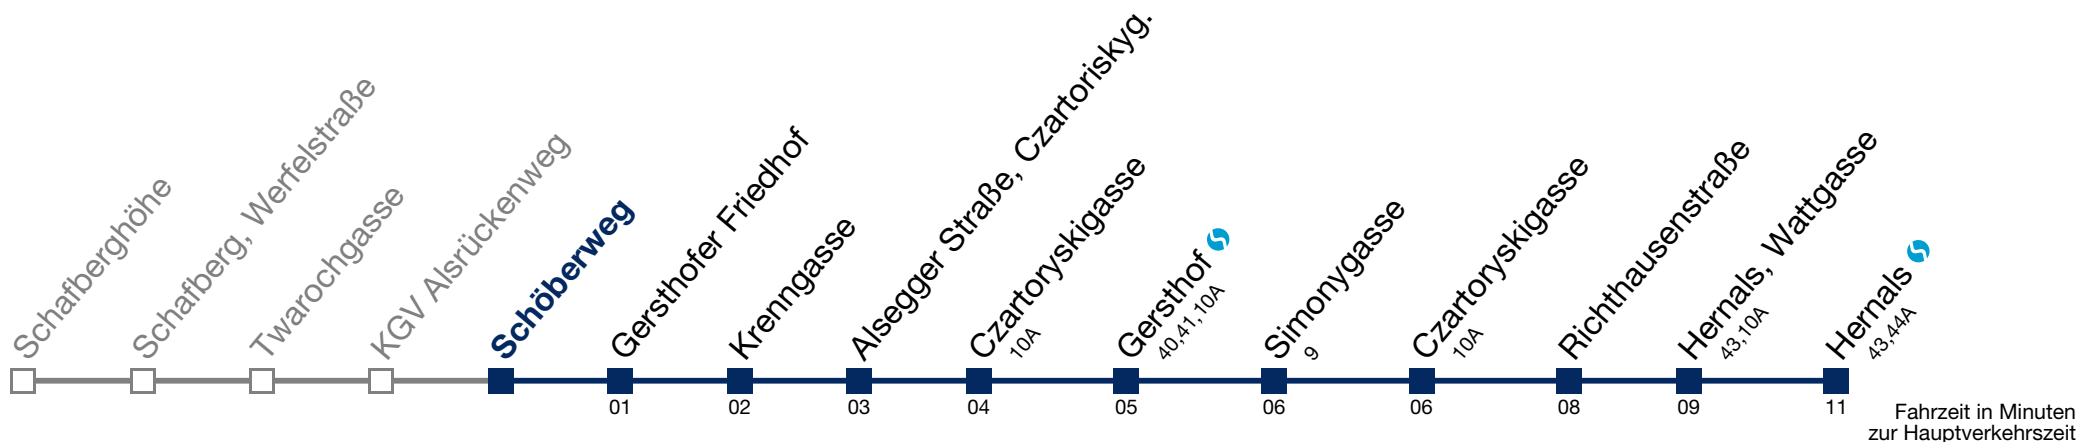 Schafberghöhe
Schafberg, Werfelstraße
Twarochgasse
KGV Alsrückenweg
Schöberweg
Gersthofer Friedhof
01
Krenngasse
02
Alsegger Straße, Czartoriskyg.
03
Czartoryskigasse
10A
04
Gersthof
40,41,10A
05
Simonygasse
9
06
Czartoryskigasse
10A
06
Richthausenstraße
08
Hernals, Wattgasse
43,10A
09
Hernals
43,44A
11
Fahrzeit in Minuten
zur Hauptverkehrszeit